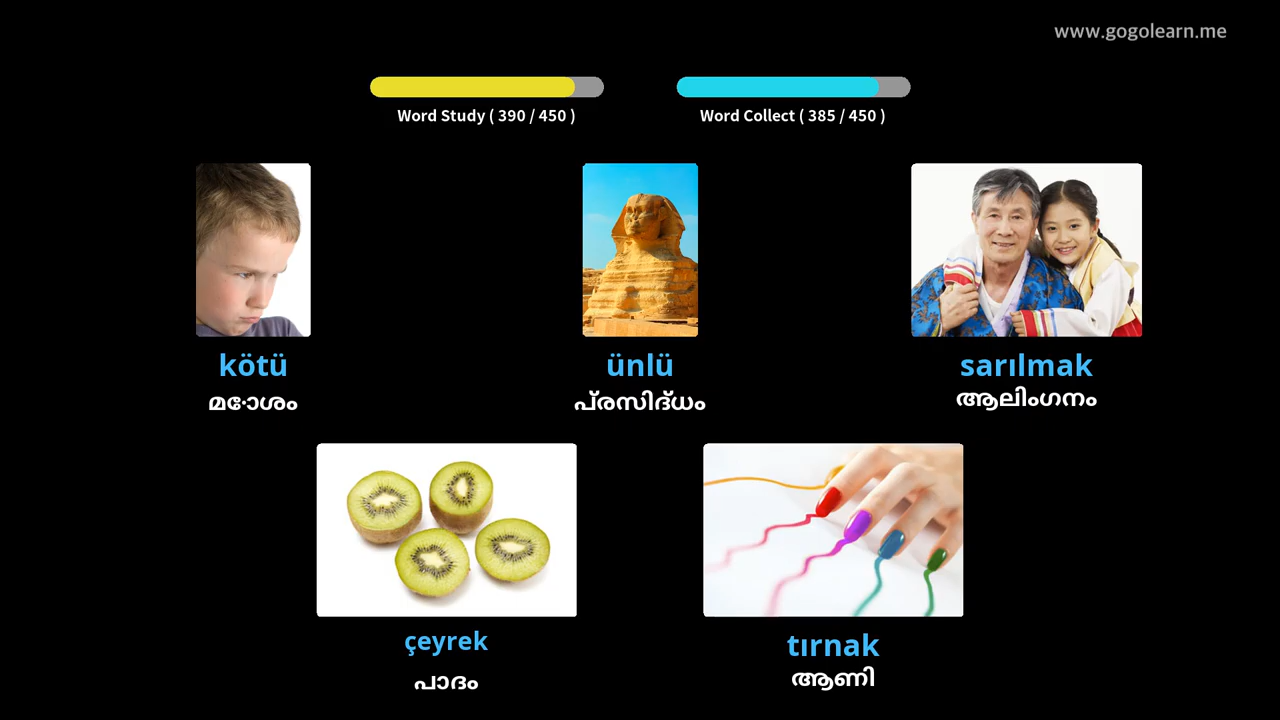 www.gogolearn.me
Word Study ( 390 / 450 )
Word Collect ( 385 / 450 )
kötü
ünlü
sarılmak
മോശം
പ്രസിദ്ധം
ആലിംഗനം
çeyrek
tırnak
പാദം
ആണി